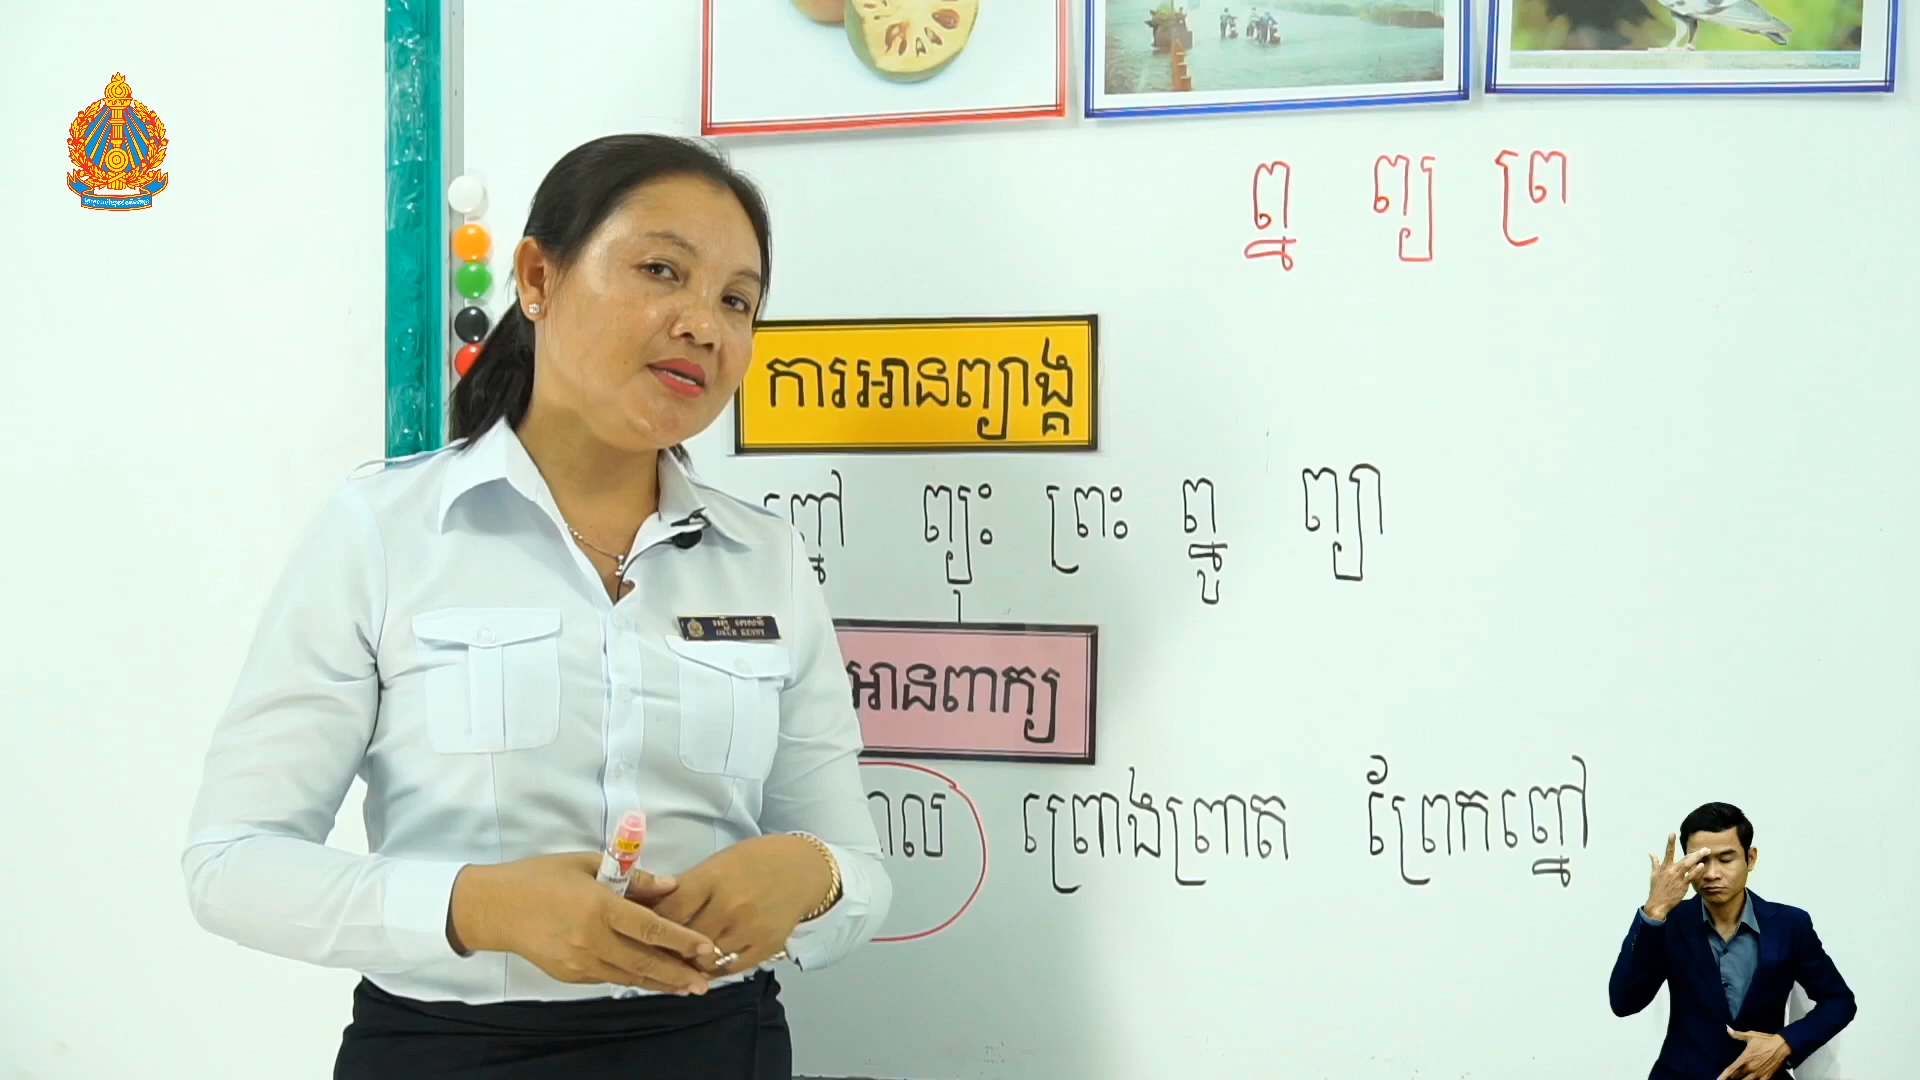 ព្ន ព្យ ព្រ
ការអានព្យាង្គ
ព្នៅ ព្យុះ ព្រះ ព្នូ ព្យា
អានពាក្យ
ព្រោងព្រាត ព្រែកព្នៅ